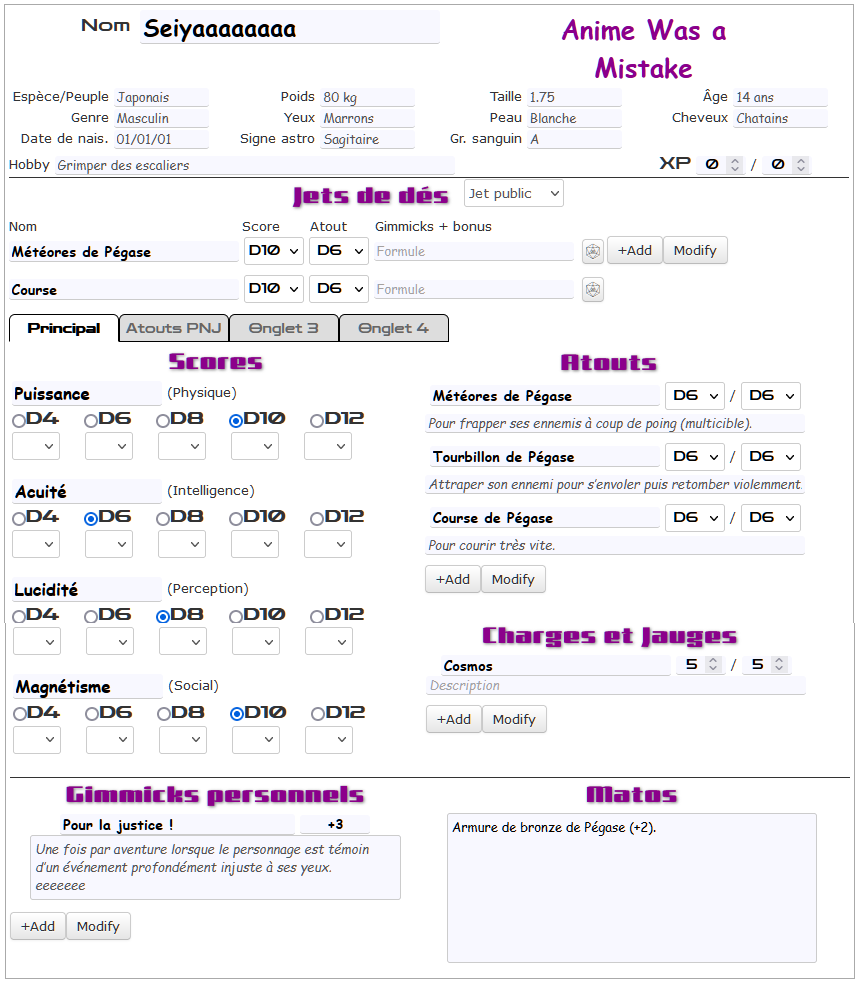 Nom Seiyaaaaaaaa
Anime Was a
Mistake
Espèce/Peuple Japonais Poids 80 kg Taille 1.75 Âge 14 ans
Genre Masculin Yeux Marrons Peau Blanche Cheveux Chatains
Date de nais. 01/01/01 Signe astro Sagitaire Gr. sanguin A
Hobby Grimper des escaliers XP 0 / 0
Jets de dés Jet public
Nom Score Atout Gimmicks + bonus
Météores de Pégase D10 D6 Formule +Add Modify
Course D10 D6 Formule
Principal Atouts PNJ Onglet 3 Onglet 4
Scores
Puissance (Physique)
D4 D6 D8 D10 D12
Acuité (Intelligence)
D4 D6 D8 D10 D12
Lucidité (Perception)
D4 D6 D8 D10 D12
Magnétisme (Social)
D4 D6 D8 D10 D12
Atouts
Météores de Pégase D6 / D6
Pour frapper ses ennemis à coup de poing (multicible).
Tourbillon de Pégase D6 / D6
Attraper son ennemi pour s'envoler puis retomber violemment.
Course de Pégase D6 / D6
Pour courir très vite.
+Add Modify
Charges et Jauges
Cosmos 5 / 5
Description
+Add Modify
Gimmicks personnels
Pour la justice ! +3
Une fois par aventure lorsque le personnage est témoin
d'un événement profondément injuste à ses yeux.
eeeeeee
+Add Modify
Matos
Armure de bronze de Pégase (+2).